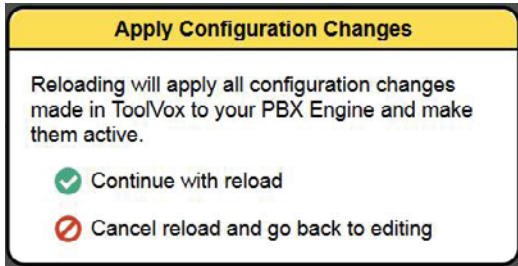 Apply Configuration Changes
Reloading will apply all configuration changes
made in ToolVox to your PBX Engine and make
them active.
Continue with reload
Cancel reload and go back to editing